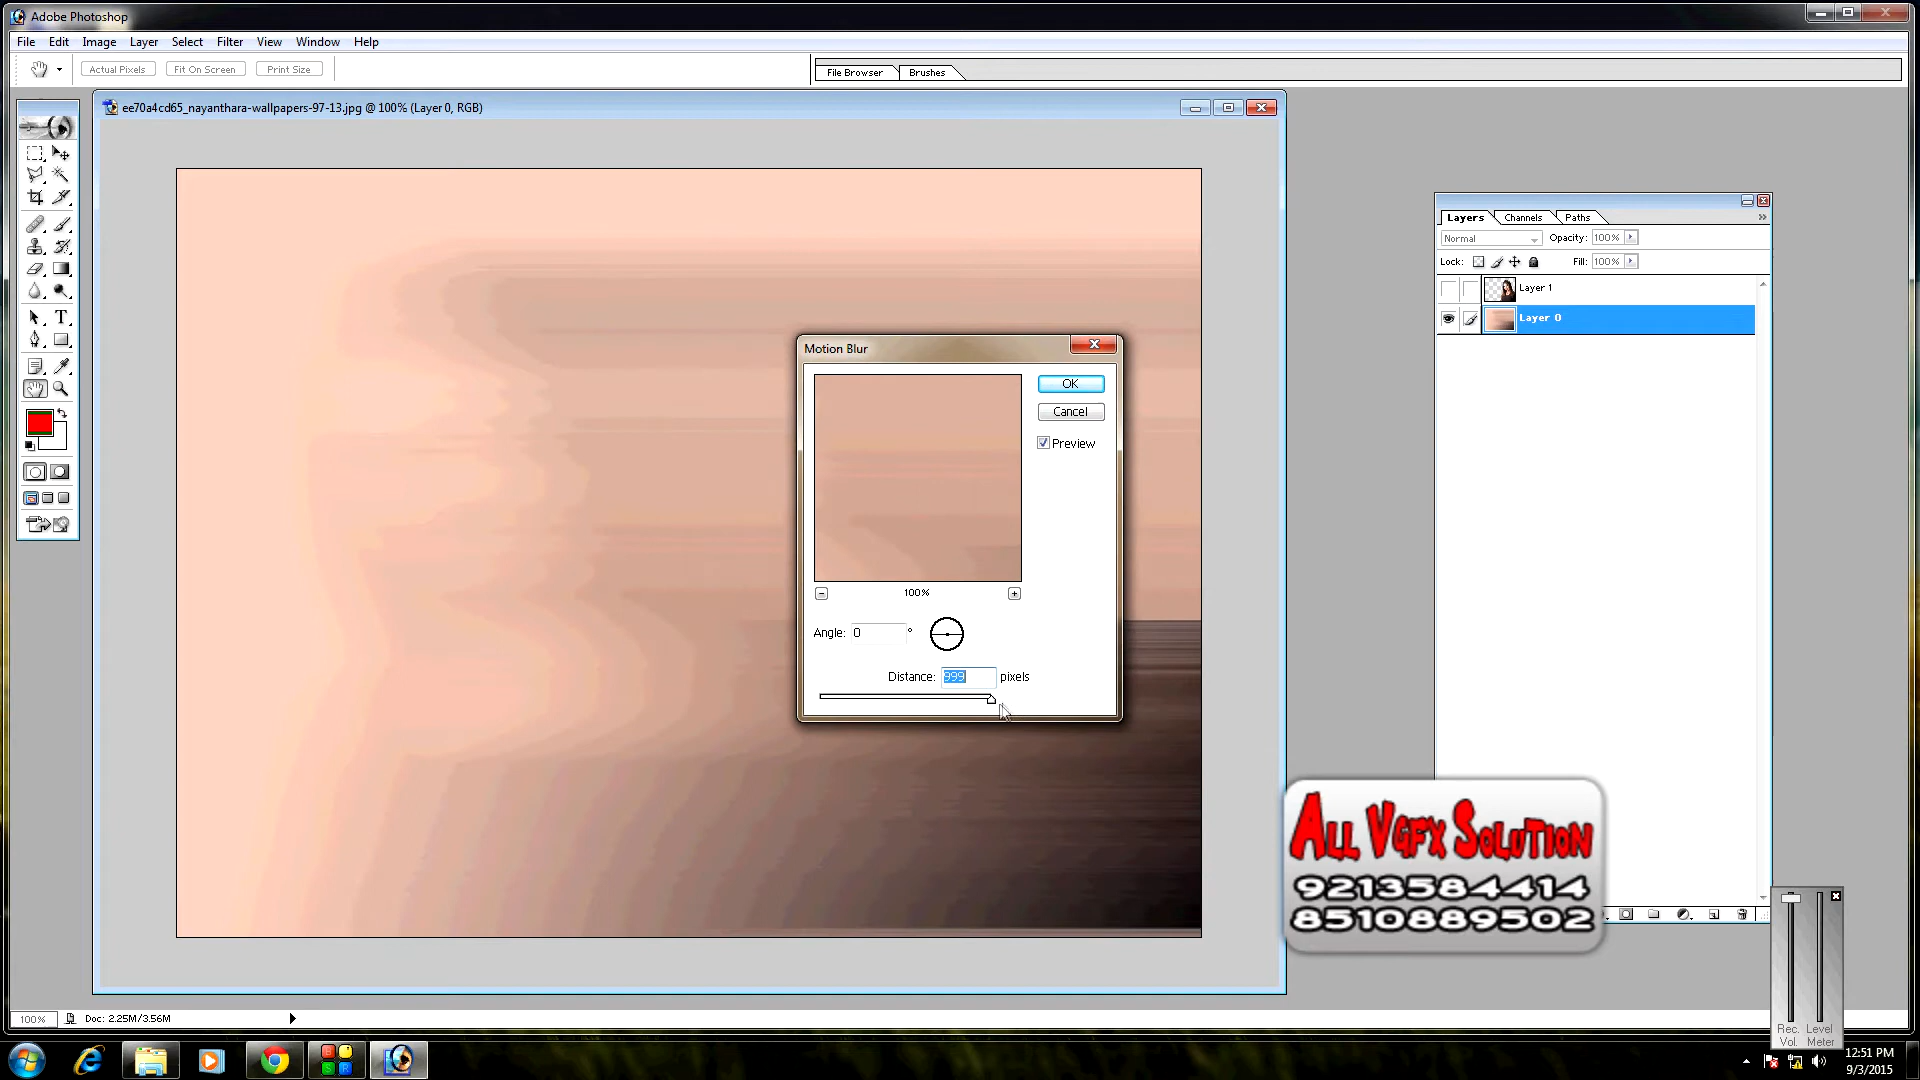 Adobe Photoshop
File Edit Image Layer Select Filter View Window Help
Actual Pixels Fit On Screen Print Size
File Browser Brushes
ee70a4cd65_nayanthara-wallpapers-97-13.jpg @ 100% (Layer 0, RGB)
Layers Channels Paths
Normal Opacity: 100%
Lock: Fill: 100%
Layer 1
Layer 0
Motion Blur
OK
Cancel
Preview
100%
Angle: 0 °
Distance: 999 pixels
ALL VGFX SOLUTION
9213584414
8510889502
Rec. Level
Vol. Meter
100% Doc: 2.25M/3.56M
12:51 PM
9/3/2015